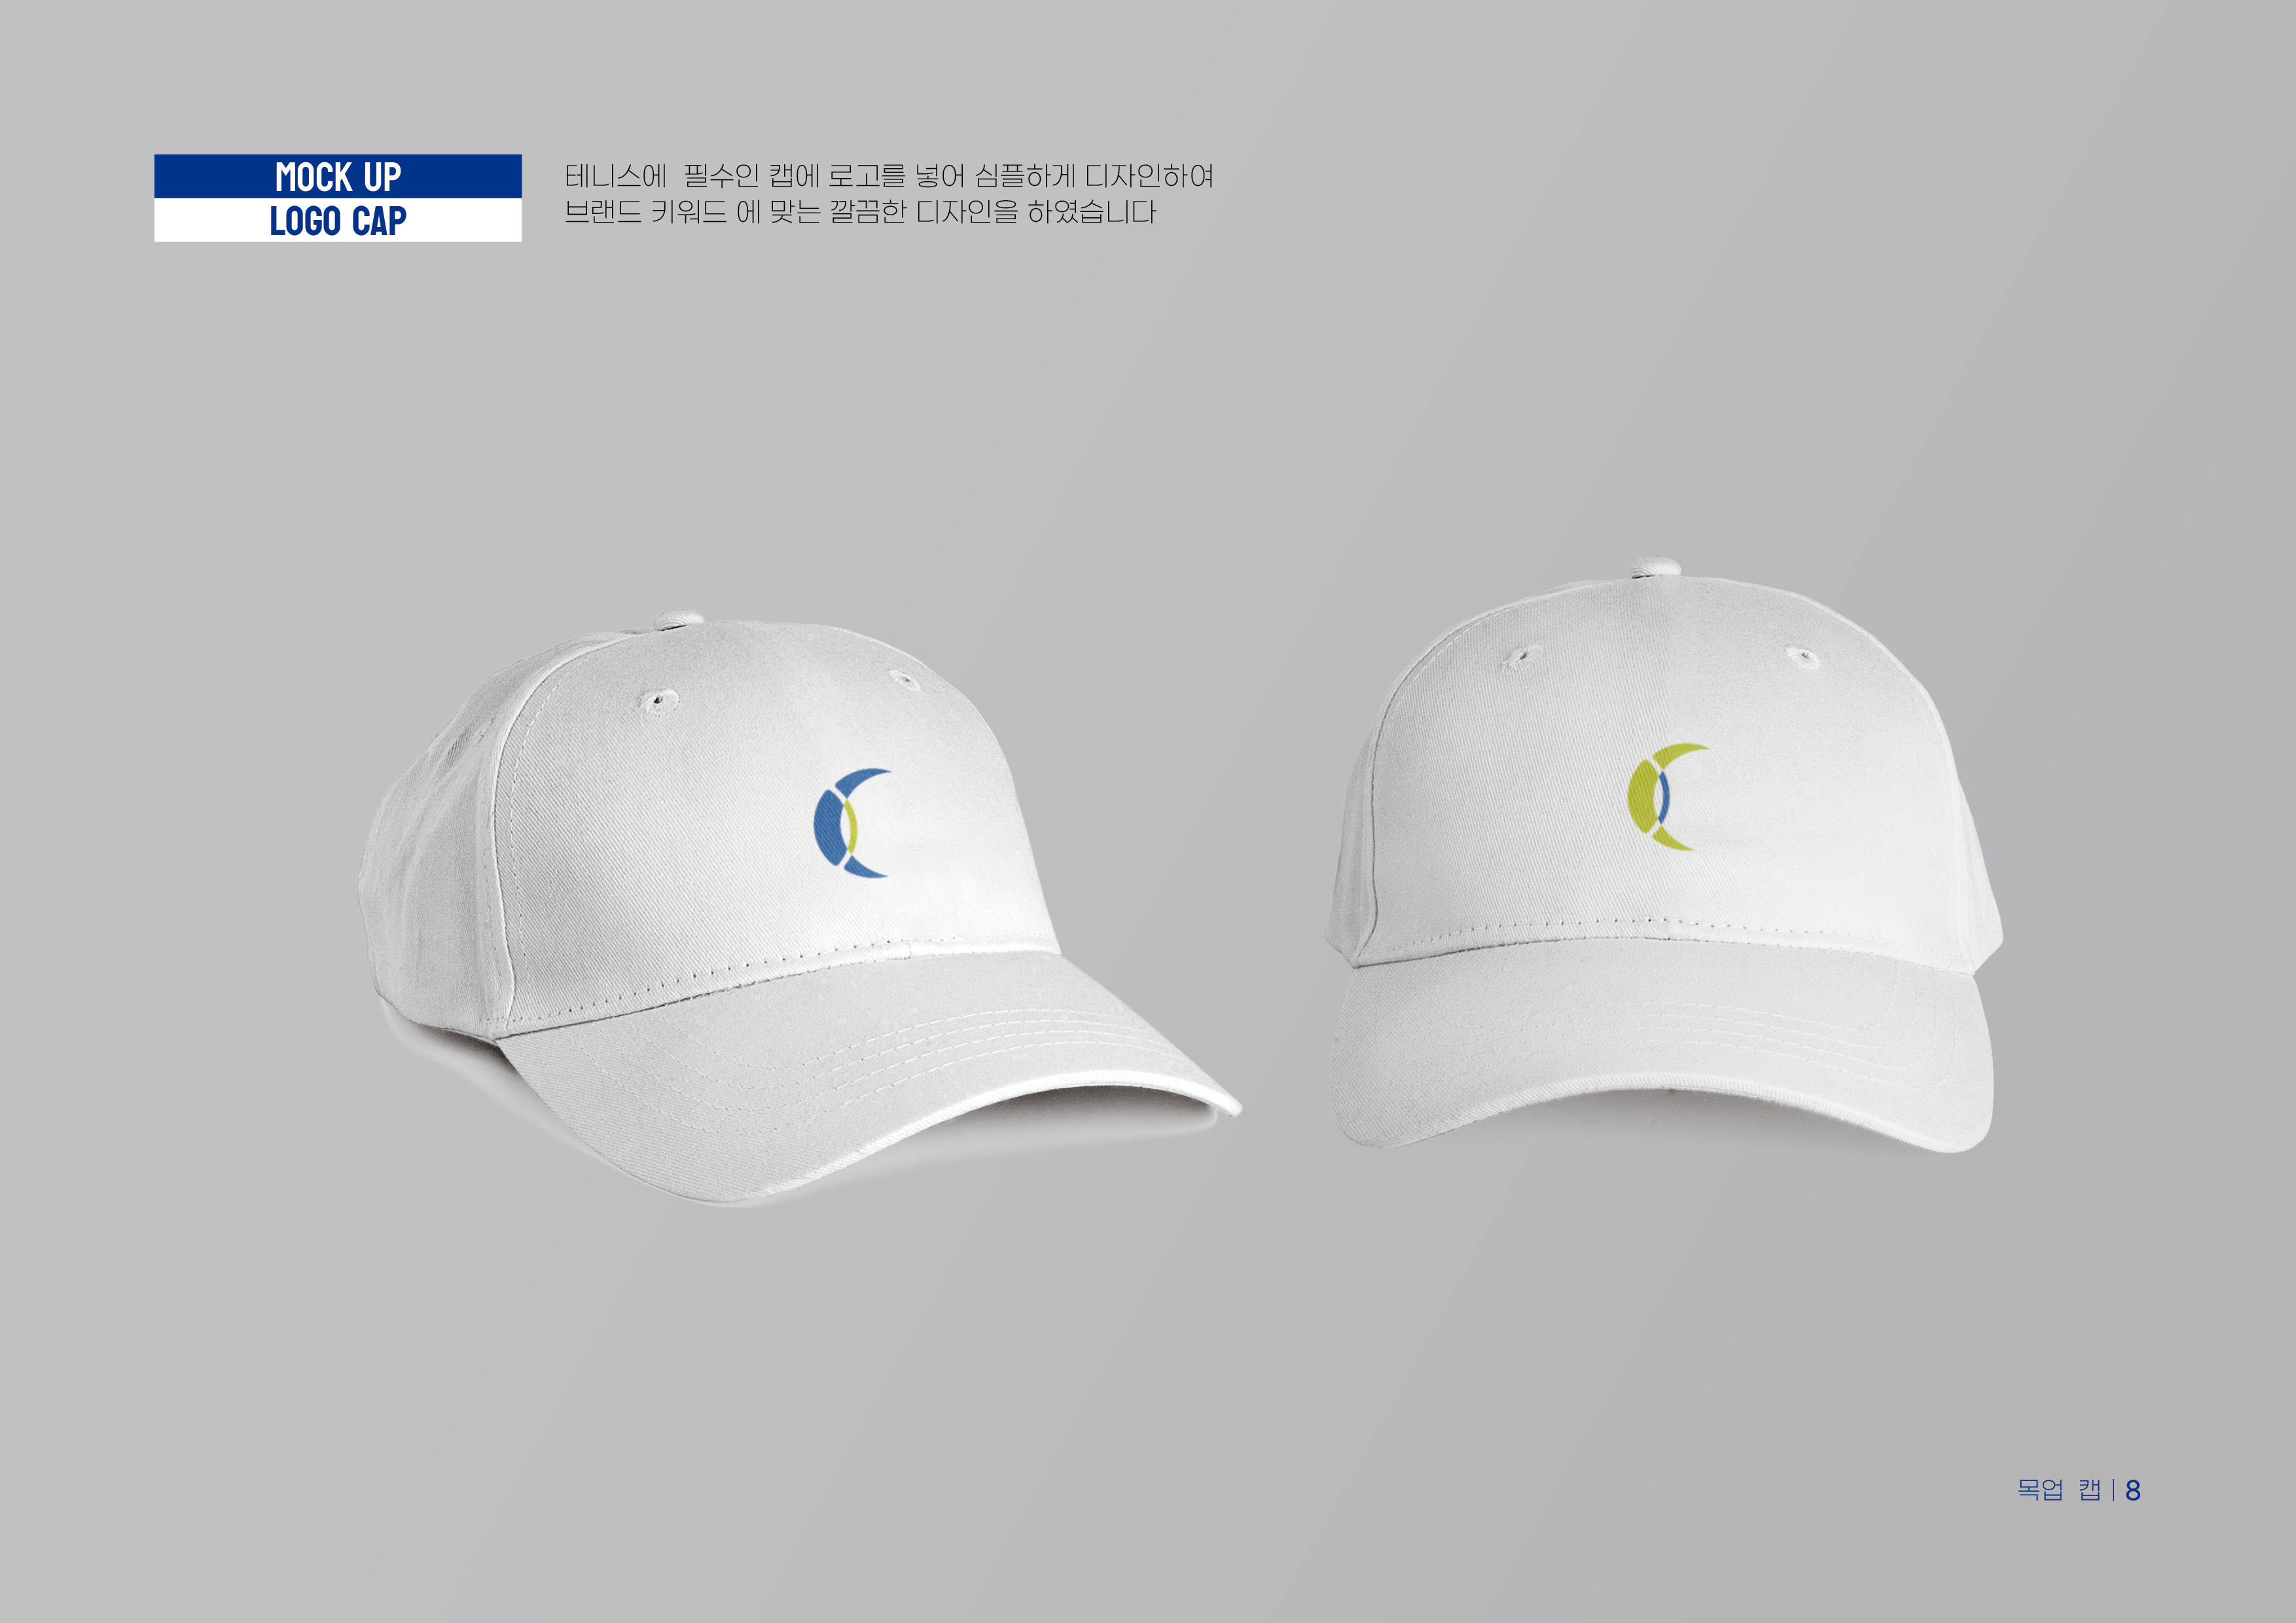 MOCK UP
LOGO CAP
테니스에  필수인 캡에 로고를 넣어 심플하게 디자인하여
브랜드 키워드 에 맞는 깔끔한 디자인을 하였습니다
목업 캡 | 8